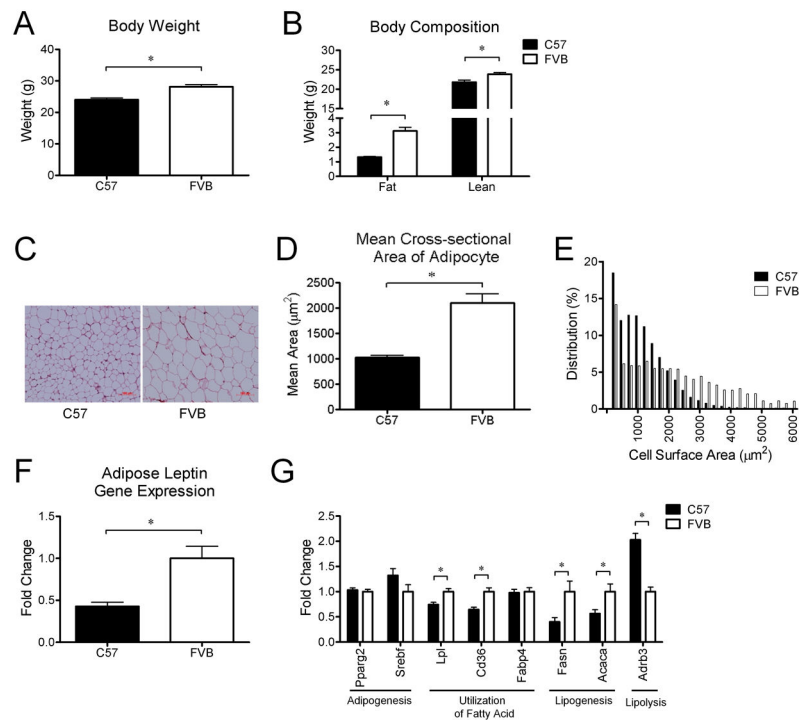 A
Body Weight
Weight (g)
40
30
20
10
0
*
C57
FVB
B
Body Composition
Weight (g)
30
25
20
15
4
3
2
1
0
*
*
Fat
Lean
C57
FVB
C
C57
FVB
D
Mean Cross-sectional
Area of Adipocyte
Mean Area (μm²)
2500
2000
1500
1000
500
0
*
C57
FVB
E
Distribution (%)
20
15
10
5
0
1000
2000
3000
4000
5000
6000
Cell Surface Area (μm²)
C57
FVB
F
Adipose Leptin
Gene Expression
Fold Change
1.5
1.0
0.5
0.0
*
C57
FVB
G
Fold Change
2.5
2.0
1.5
1.0
0.5
0.0
*
*
*
*
*
C57
FVB
Pparg2
Srebf
Lpl
Cd36
Fabp4
Fasn
Acaca
Adrb3
Adipogenesis
Utilization
of Fatty Acid
Lipogenesis
Lipolysis